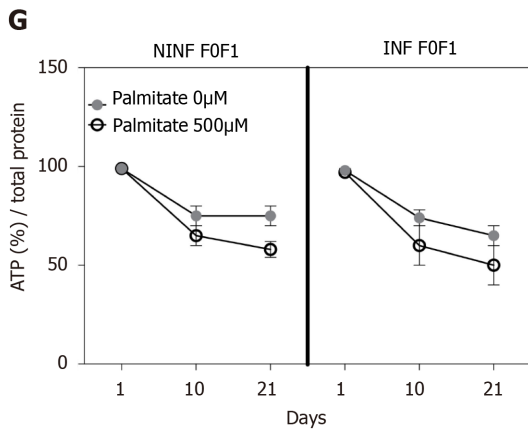 G
NINF F0F1 INF F0F1
150
100
50
0
ATP (%) / total protein
Palmitate 0µM
Palmitate 500µM
1 10 21 1 10 21
Days